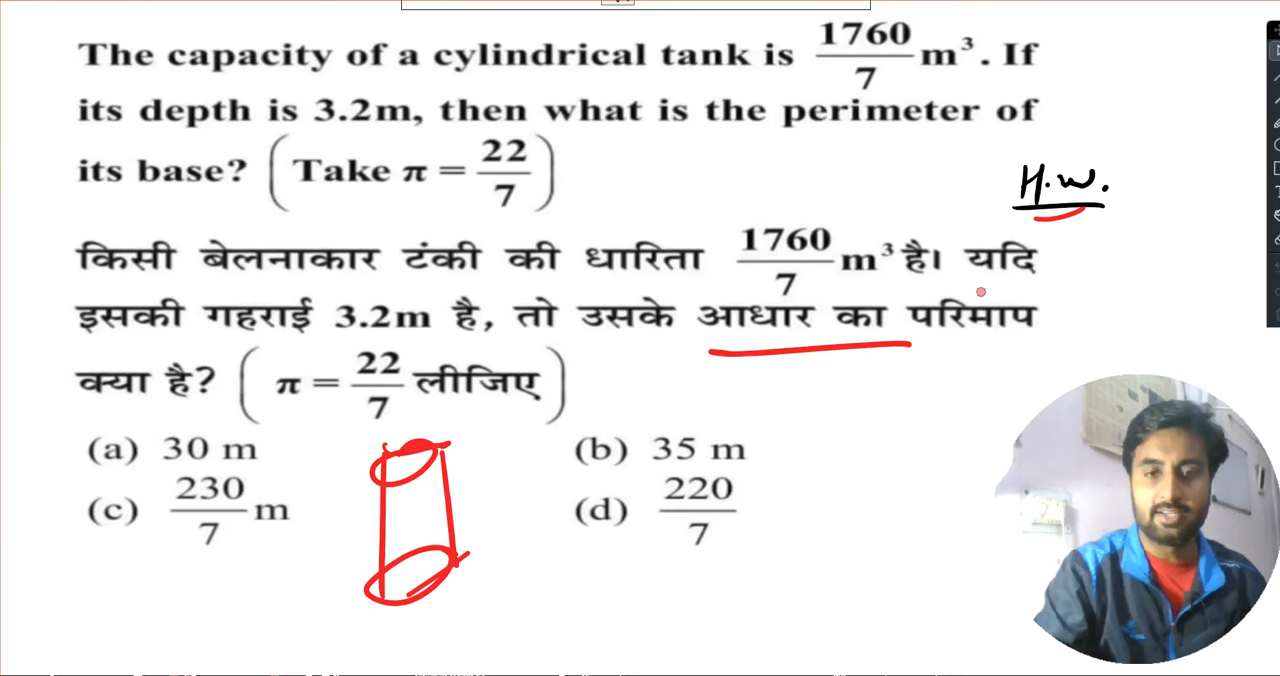 The capacity of a cylindrical tank is 1760/7 m³. If
its depth is 3.2m, then what is the perimeter of
its base? (Take π = 22/7)
H.W.
किसी बेलनाकार टंकी की धारिता 1760/7 m³ है। यदि
इसकी गहराई 3.2m है, तो उसके आधार का परिमाप
क्या है? (π = 22/7 लीजिए)
(a) 30 m (b) 35 m
(c) 230/7 m (d) 220/7